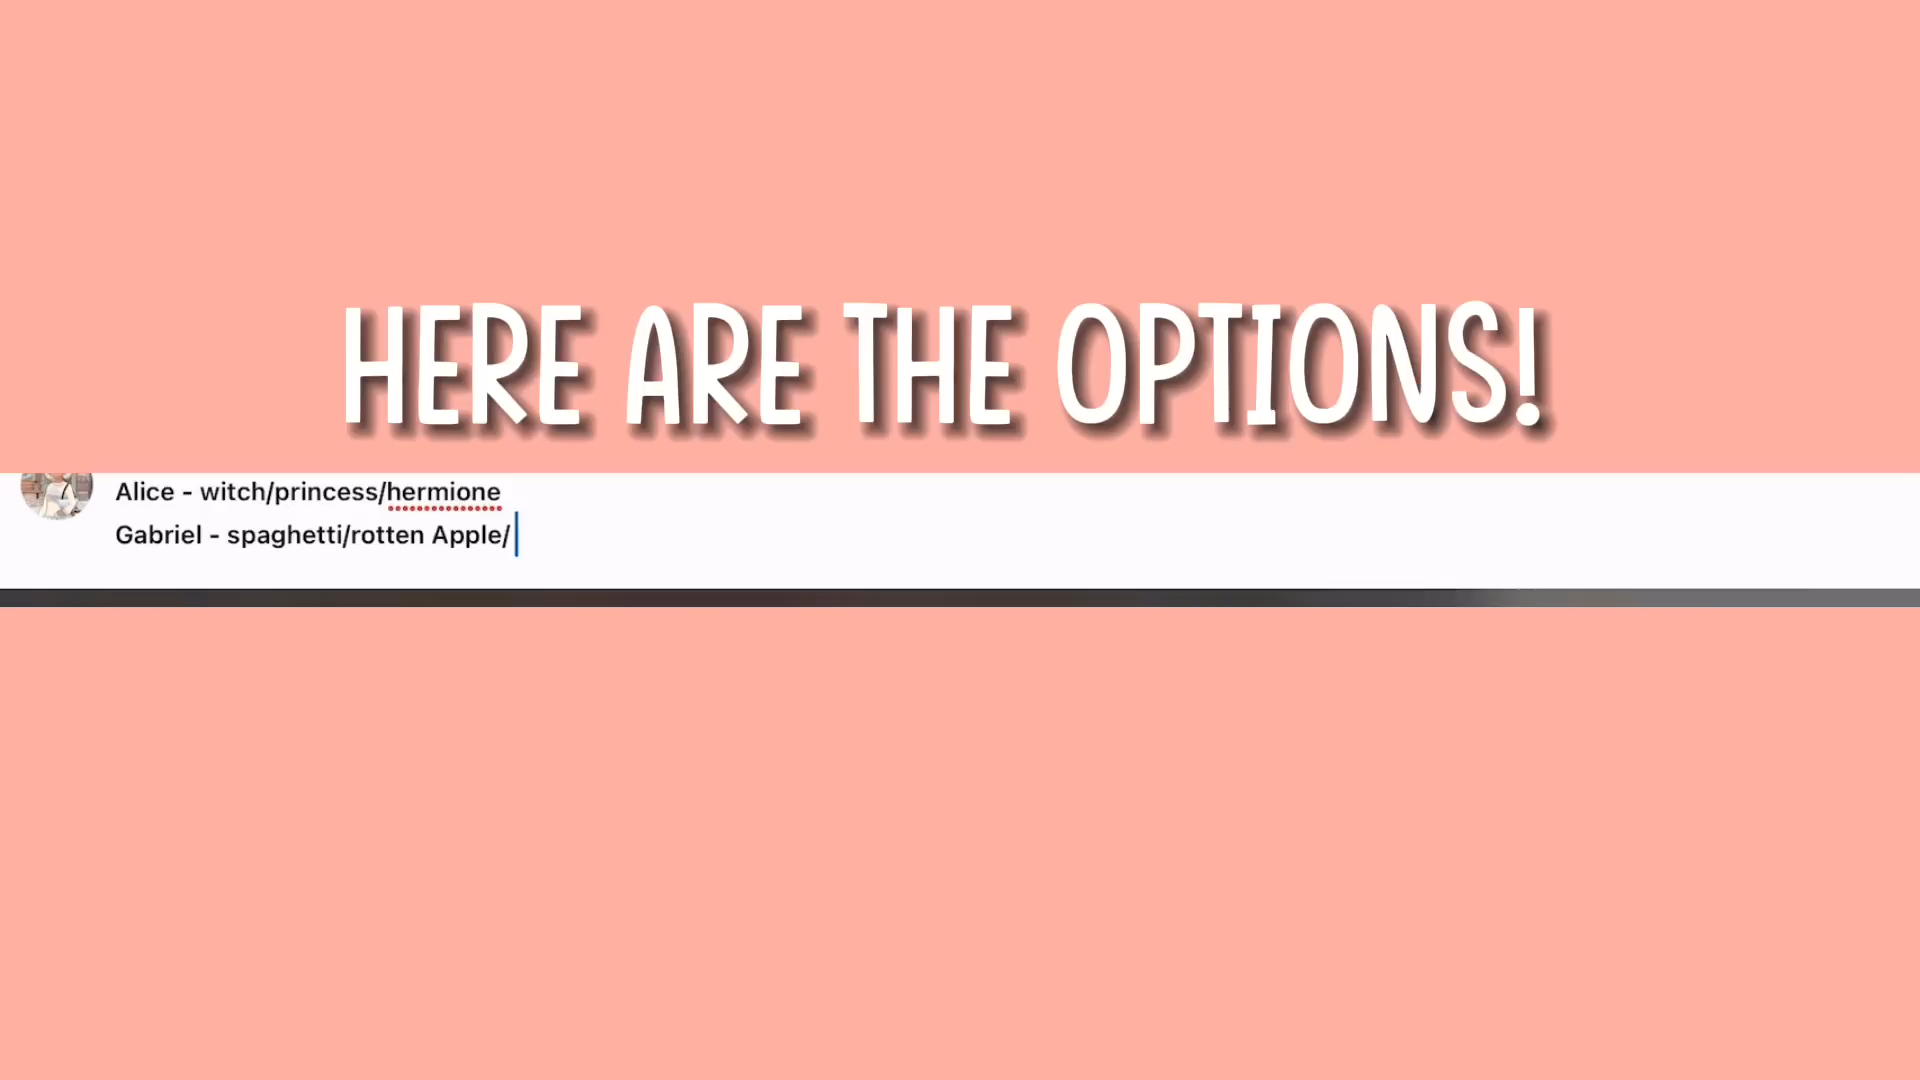 HERE ARE THE OPTIONS!
Alice - witch/princess/hermione
Gabriel - spaghetti/rotten Apple/